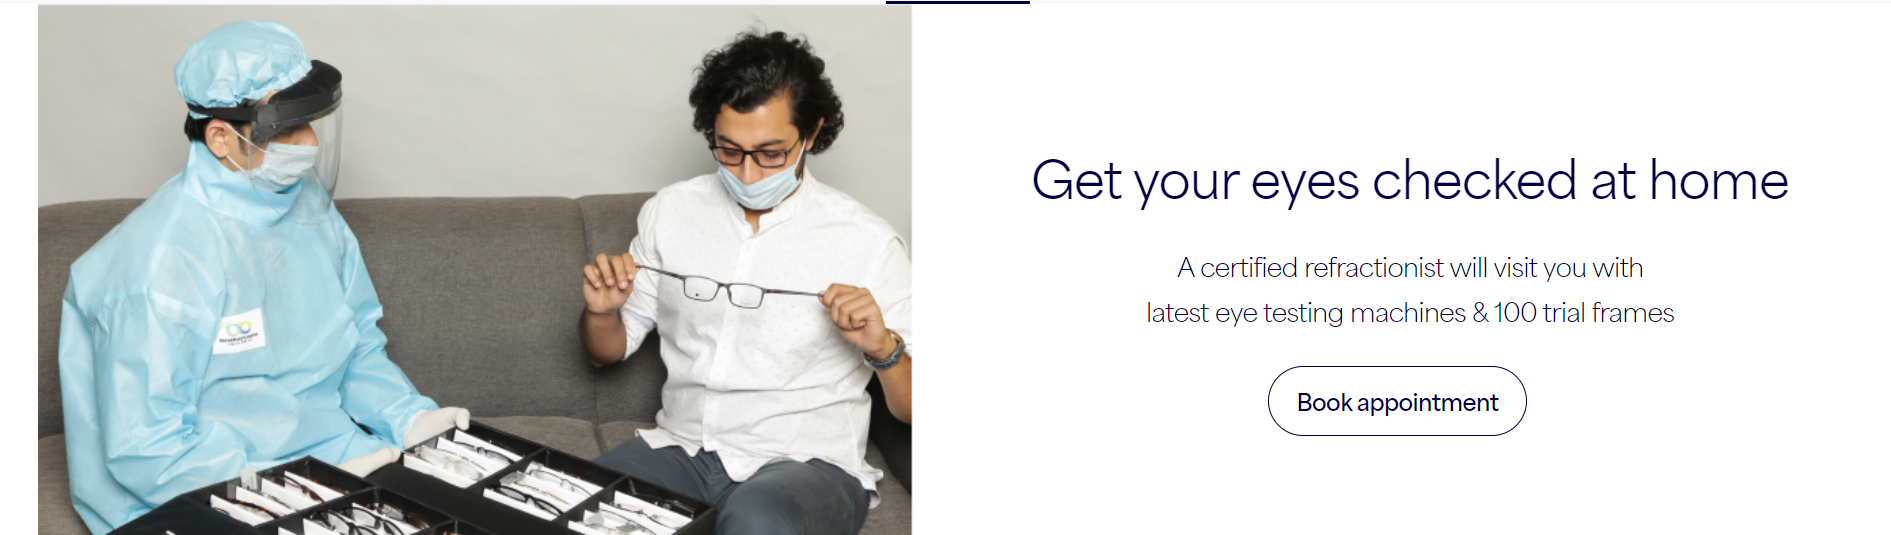 Get your eyes checked at home
A certified refractionist will visit you with
latest eye testing machines & 100 trial frames
Book appointment